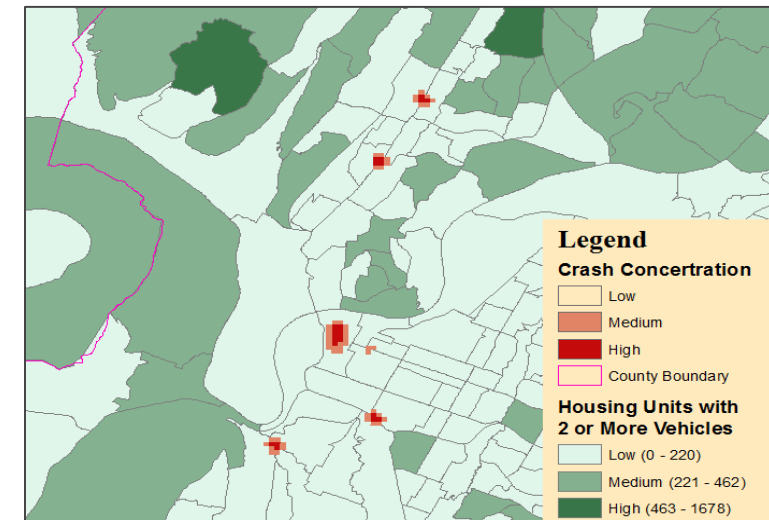 Legend
Crash Concertration
Low
Medium
High
County Boundary
Housing Units with
2 or More Vehicles
Low (0 - 220)
Medium (221 - 462)
High (463 - 1678)